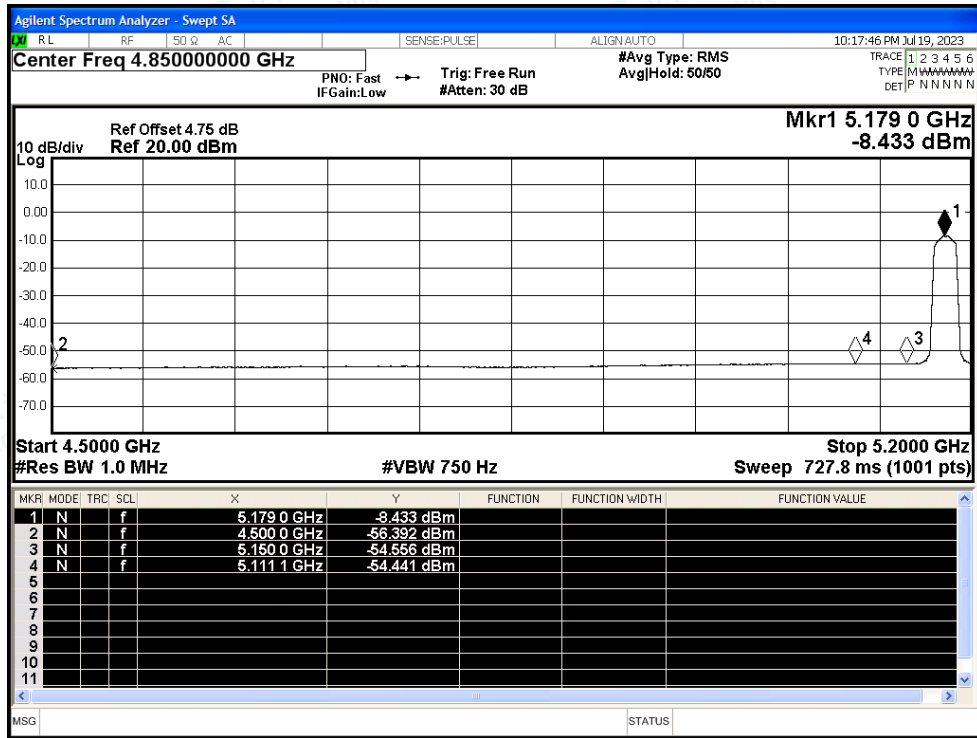 Agilent Spectrum Analyzer - Swept SA
LXI RL RF 50 Ω AC SENSE:PULSE ALIGN AUTO 10:17:46 PM Jul 19, 2023
Center Freq 4.850000000 GHz
PNO: Fast
IFGain:Low
Trig: Free Run
#Atten: 30 dB
#Avg Type: RMS
Avg|Hold: 50/50
TRACE 1 2 3 4 5 6
TYPE M
DET P N N N N N
Mkr1 5.179 0 GHz
-8.433 dBm
Ref Offset 4.75 dB
10 dB/div Ref 20.00 dBm
Log
10.0
0.00
-10.0
-20.0
-30.0
-40.0
-50.0
-60.0
-70.0
1
2
4
3
Start 4.5000 GHz Stop 5.2000 GHz
#Res BW 1.0 MHz #VBW 750 Hz Sweep 727.8 ms (1001 pts)
MKR MODE TRC SCL X Y FUNCTION FUNCTION WIDTH FUNCTION VALUE
1 N f 5.179 0 GHz -8.433 dBm
2 N f 4.500 0 GHz -56.392 dBm
3 N f 5.150 0 GHz -54.556 dBm
4 N f 5.111 1 GHz -54.441 dBm
5
6
7
8
9
10
11
MSG STATUS